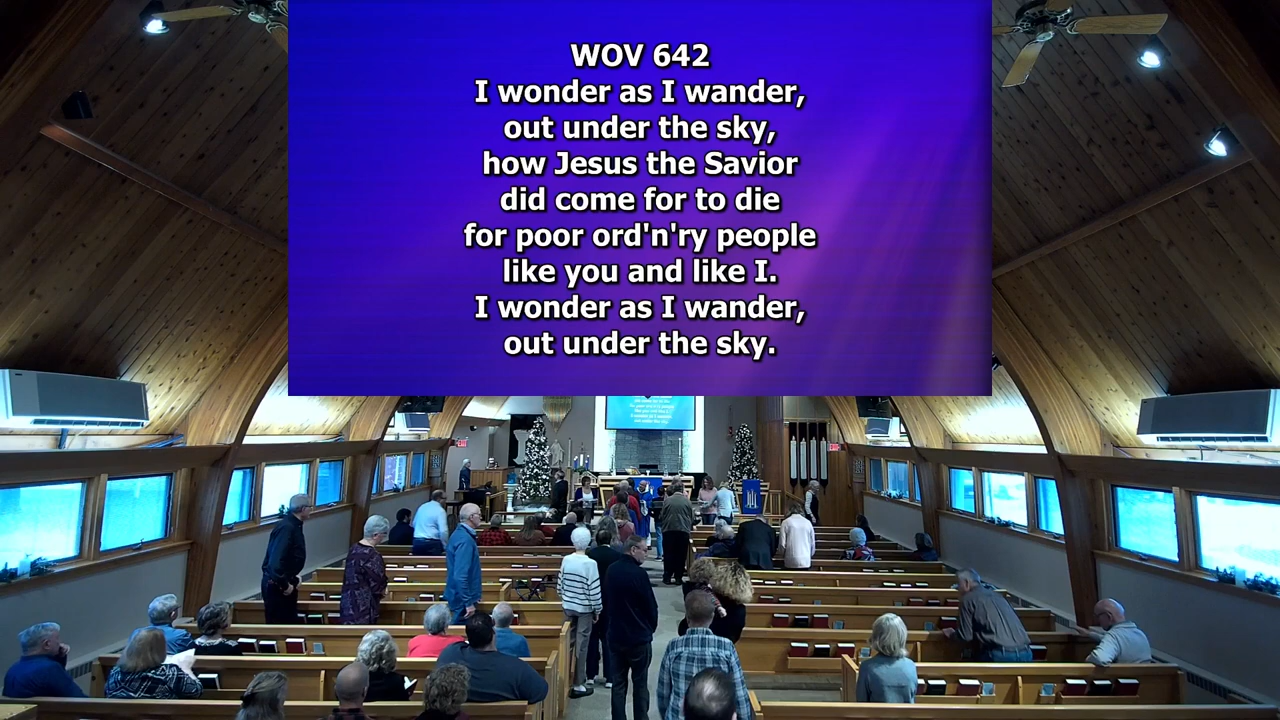 WOV 642
I wonder as I wander,
out under the sky,
how Jesus the Savior
did come for to die
for poor ord'n'ry people
like you and like I.
I wonder as I wander,
out under the sky.